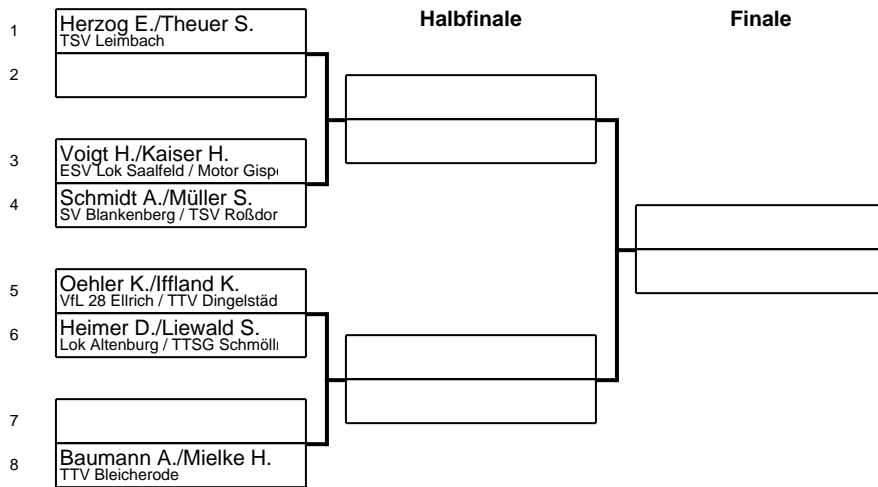 Halbfinale
Finale
1
Herzog E./Theuer S.
TSV Leimbach
2
3
Voigt H./Kaiser H.
ESV Lok Saalfeld / Motor Gisp
4
Schmidt A./Müller S.
SV Blankenberg / TSV Roßdor
5
Oehler K./Iffland K.
VfL 28 Ellrich / TTV Dingelstäd
6
Heimer D./Liewald S.
Lok Altenburg / TTSG Schmöll
7
8
Baumann A./Mielke H.
TTV Bleicherode